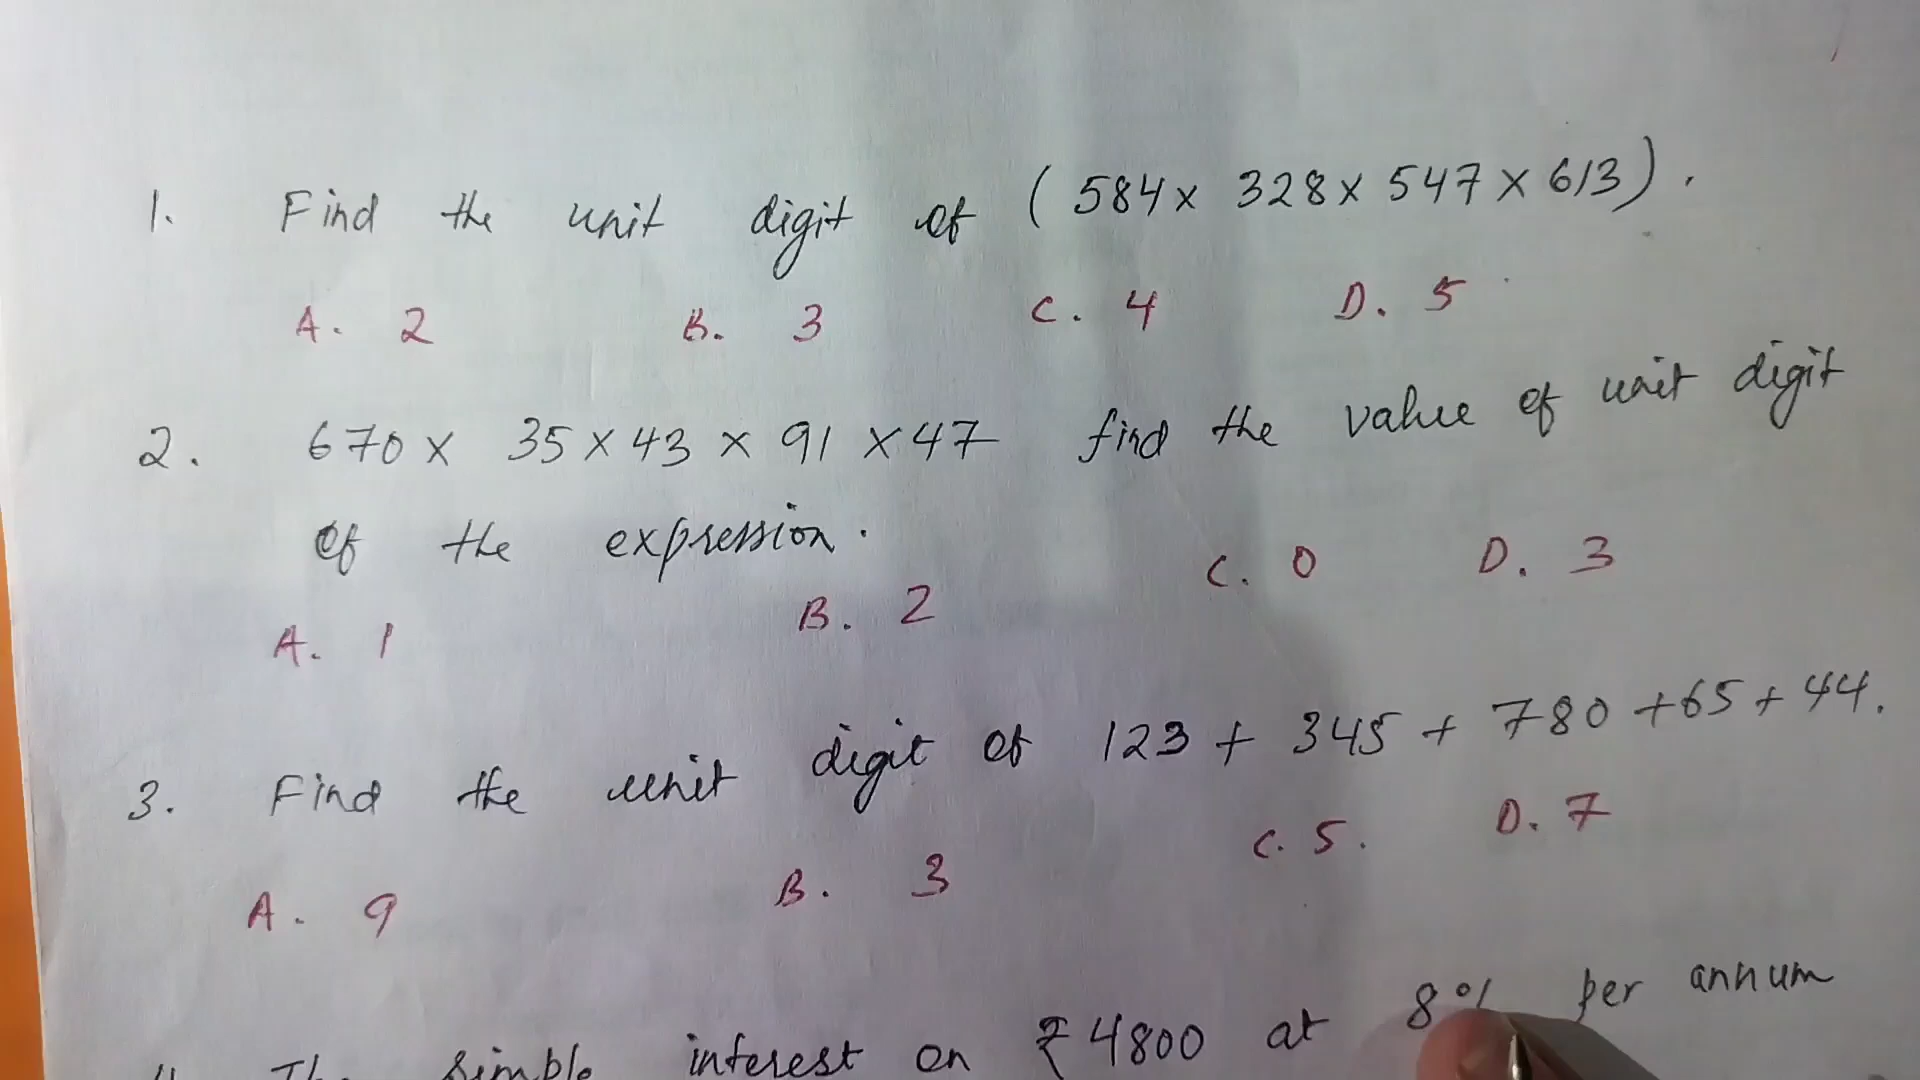 1. Find the unit digit of (584 x 328 x 547 x 613).
A. 2 B. 3 C. 4 D. 5
2. 670 x 35 x 43 x 91 x 47 find the value of unit digit
of the expression.
A. 1 B. 2 C. 0 D. 3
3. Find the unit digit of 123 + 345 + 780 + 65 + 44.
A. 9 B. 3 C. 5. D. 7
simple interest on ₹ 4800 at 8% per annum